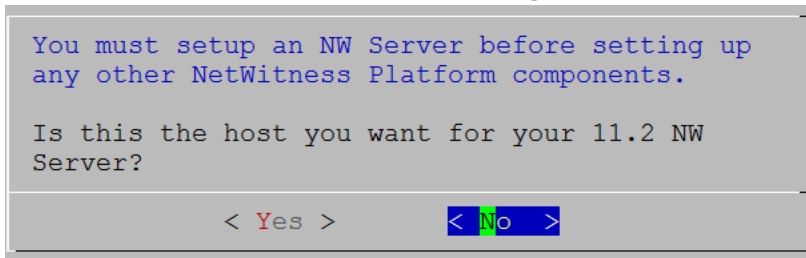 You must setup an NW Server before setting up
any other NetWitness Platform components.
Is this the host you want for your 11.2 NW
Server?
< Yes > < No >